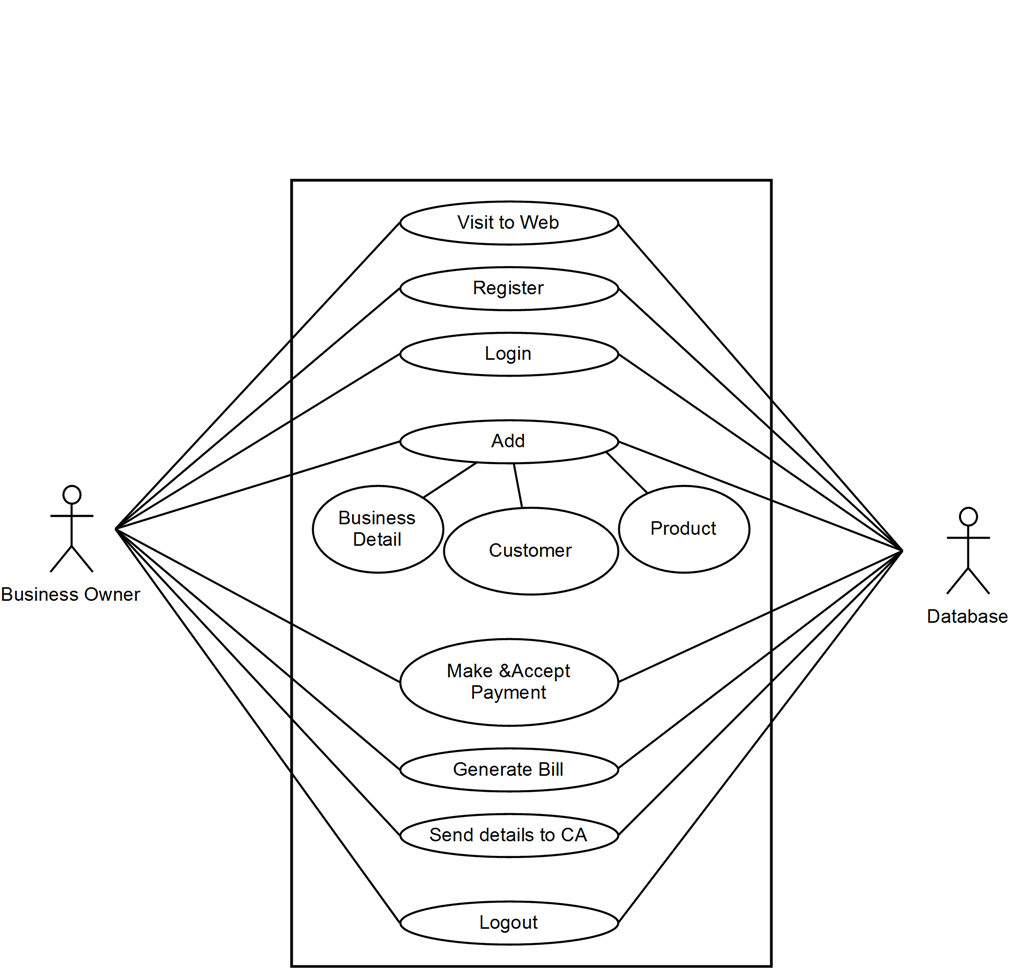 Visit to Web
Register
Login
Add
Business
Detail
Customer
Product
Business Owner
Database
Make &Accept
Payment
Generate Bill
Send details to CA
Logout